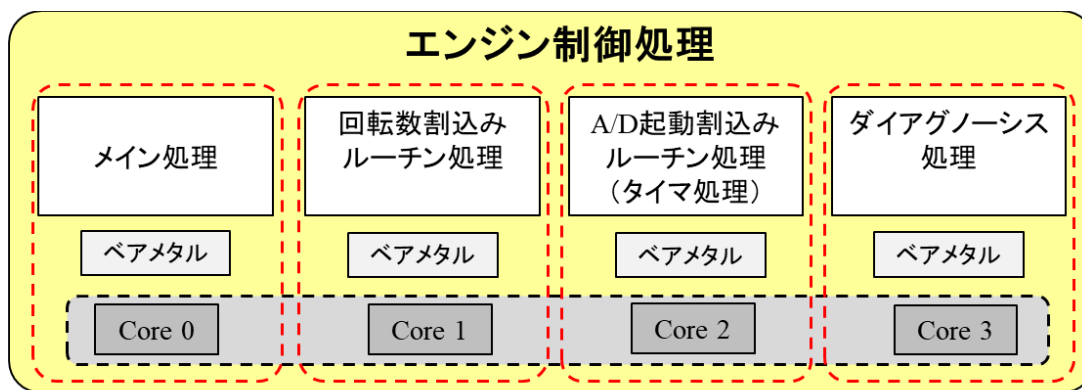 エンジン制御処理
メイン処理
回転数割込み
ルーチン処理
A/D起動割込み
ルーチン処理
（タイマ処理）
ダイアグノーシス
処理
ベアメタル
ベアメタル
ベアメタル
ベアメタル
Core 0
Core 1
Core 2
Core 3